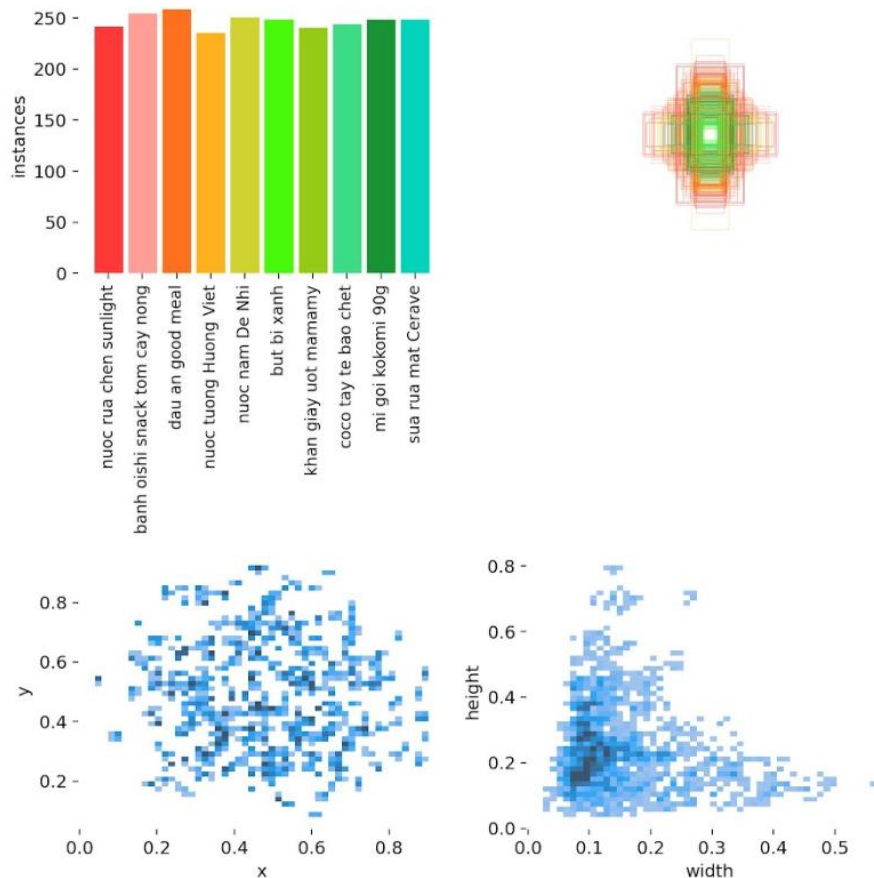 250
200
150
100
50
0
instances
nuoc rua chen sunlight
banh oishi snack tom cay nong
dau an good meal
nuoc tuong Huong Viet
nuoc nam De Nhi
but bi xanh
khan giay uot mamamy
coco tay te bao chet
mi goi kokomi 90g
sua rua mat Cerave
0.8
0.6
0.4
0.2
y
0.0 0.2 0.4 0.6 0.8
x
0.8
0.6
0.4
0.2
0.0
height
0.0 0.1 0.2 0.3 0.4 0.5
width